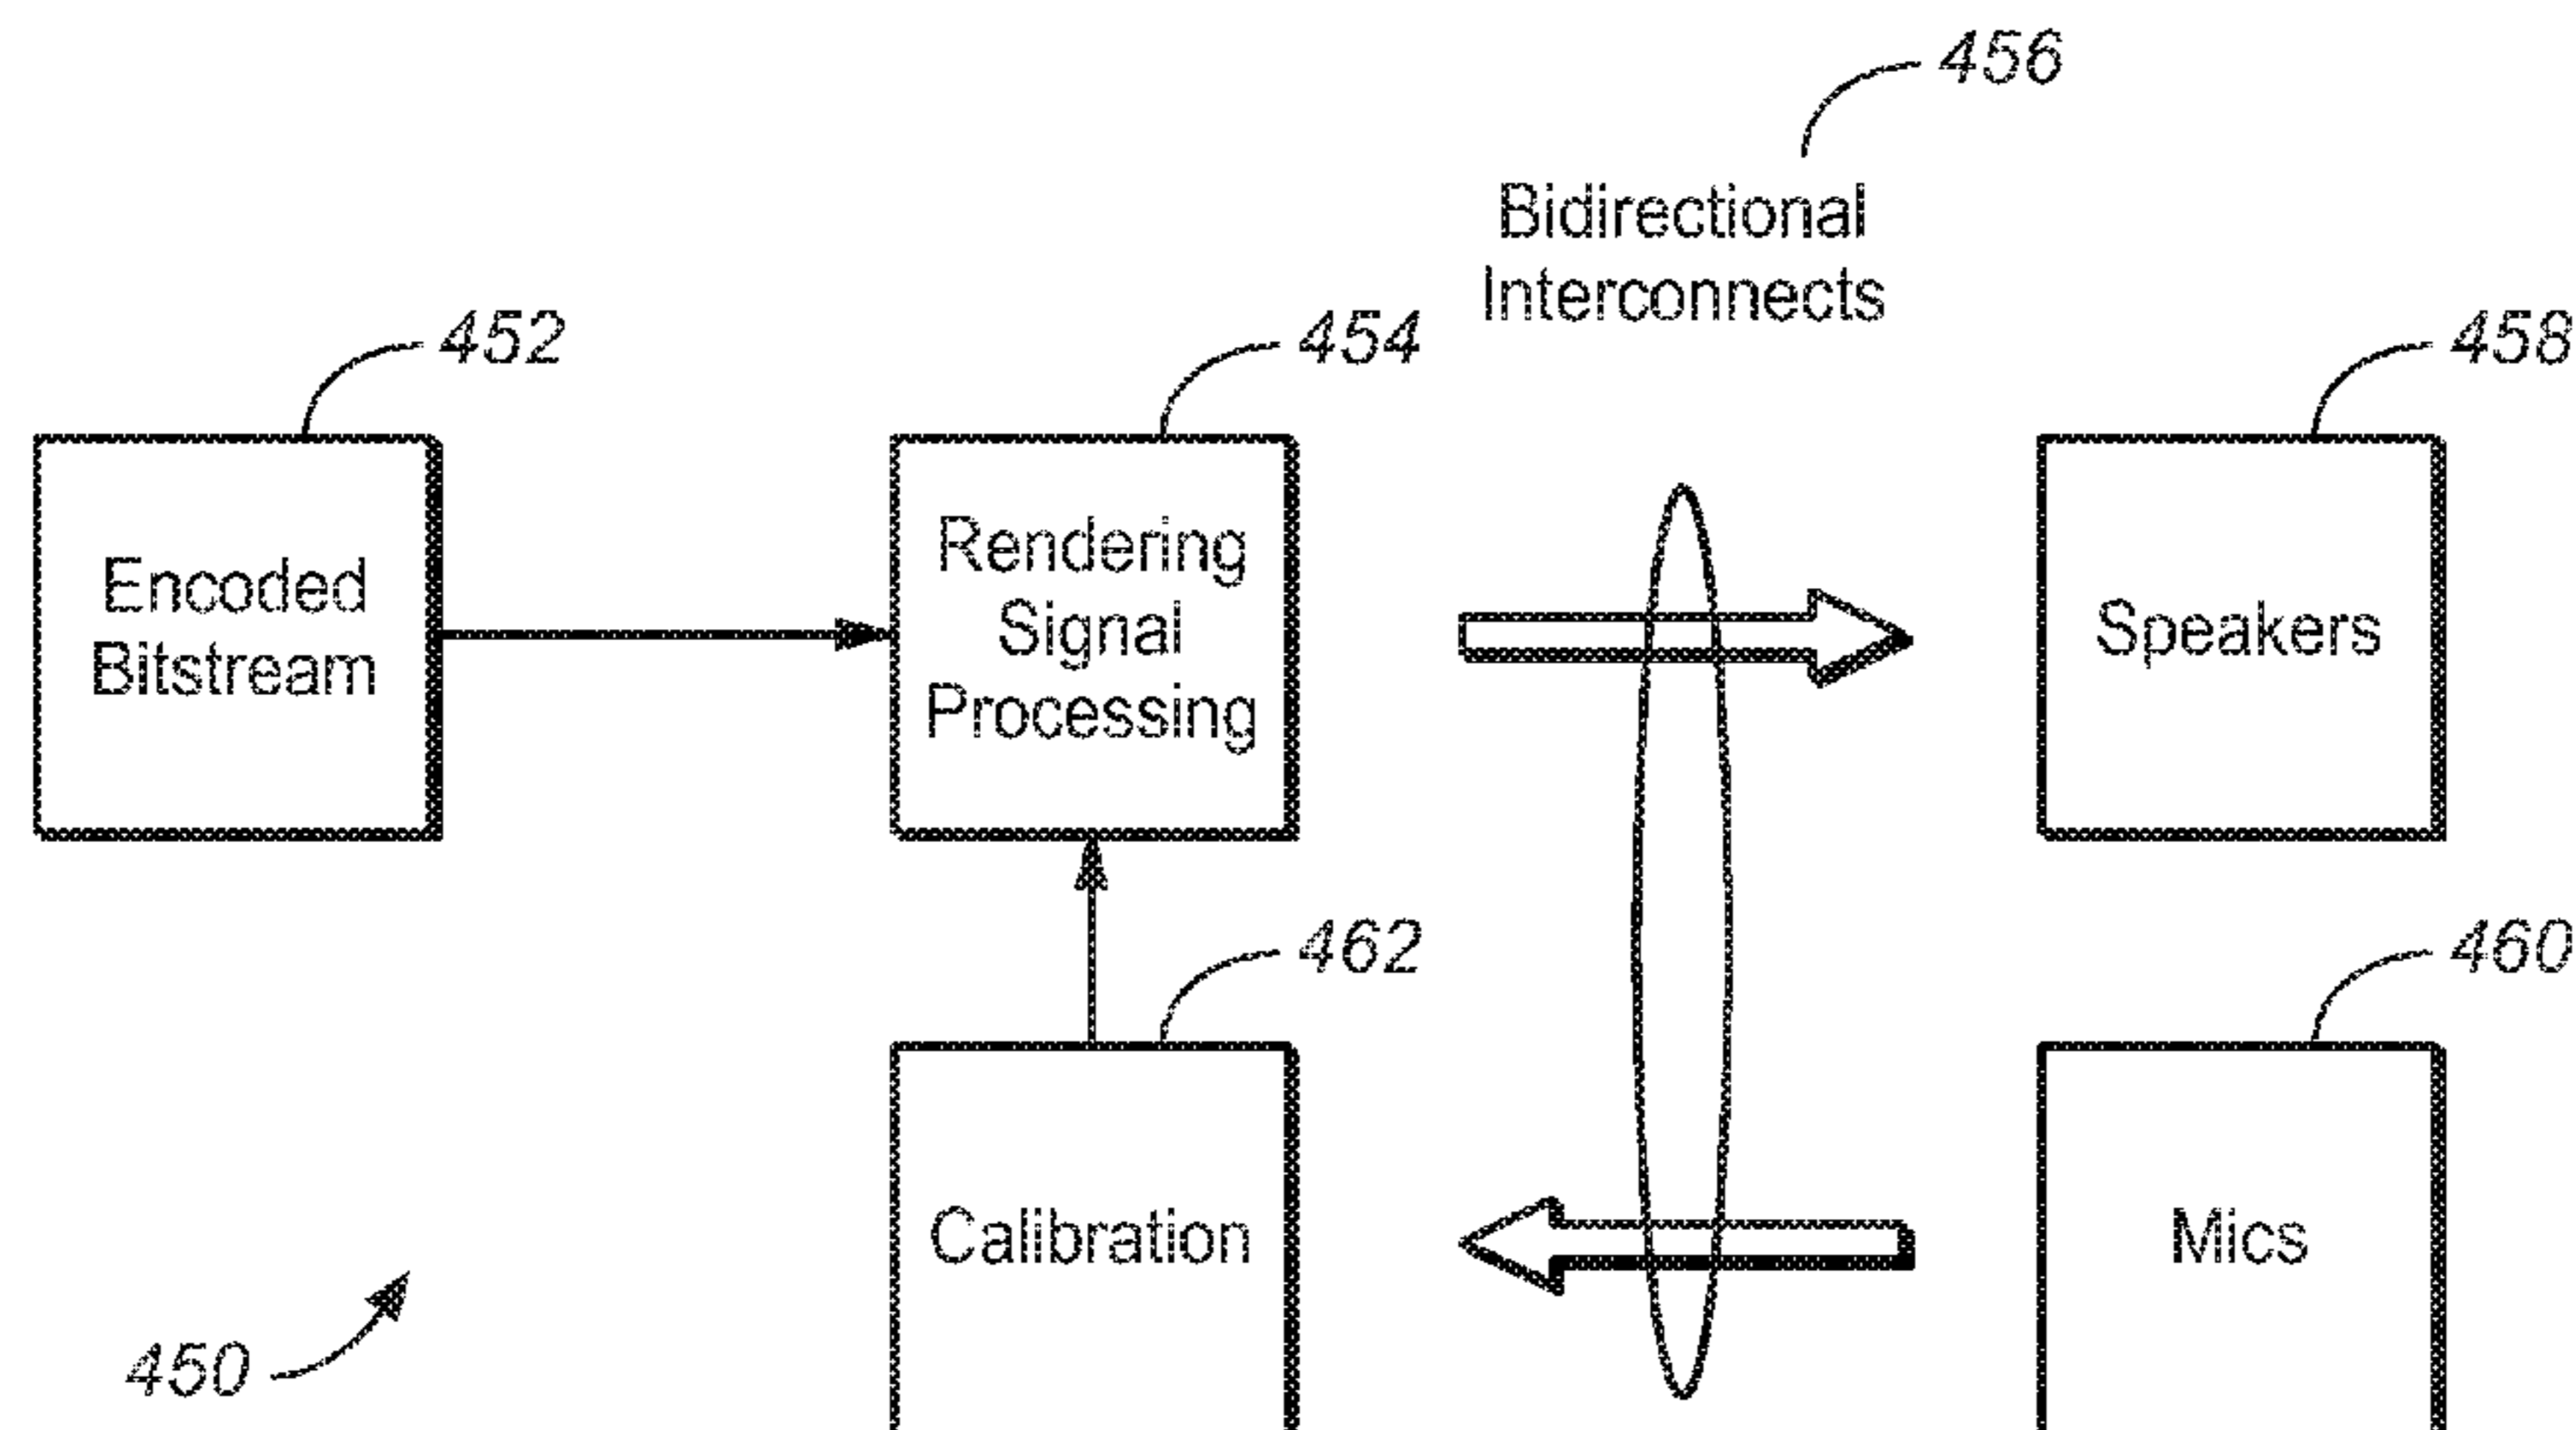 456
Bidirectional
Interconnects
452
454
458
Encoded
Bitstream
Rendering
Signal
Processing
Speakers
462
460
Calibration
Mics
450